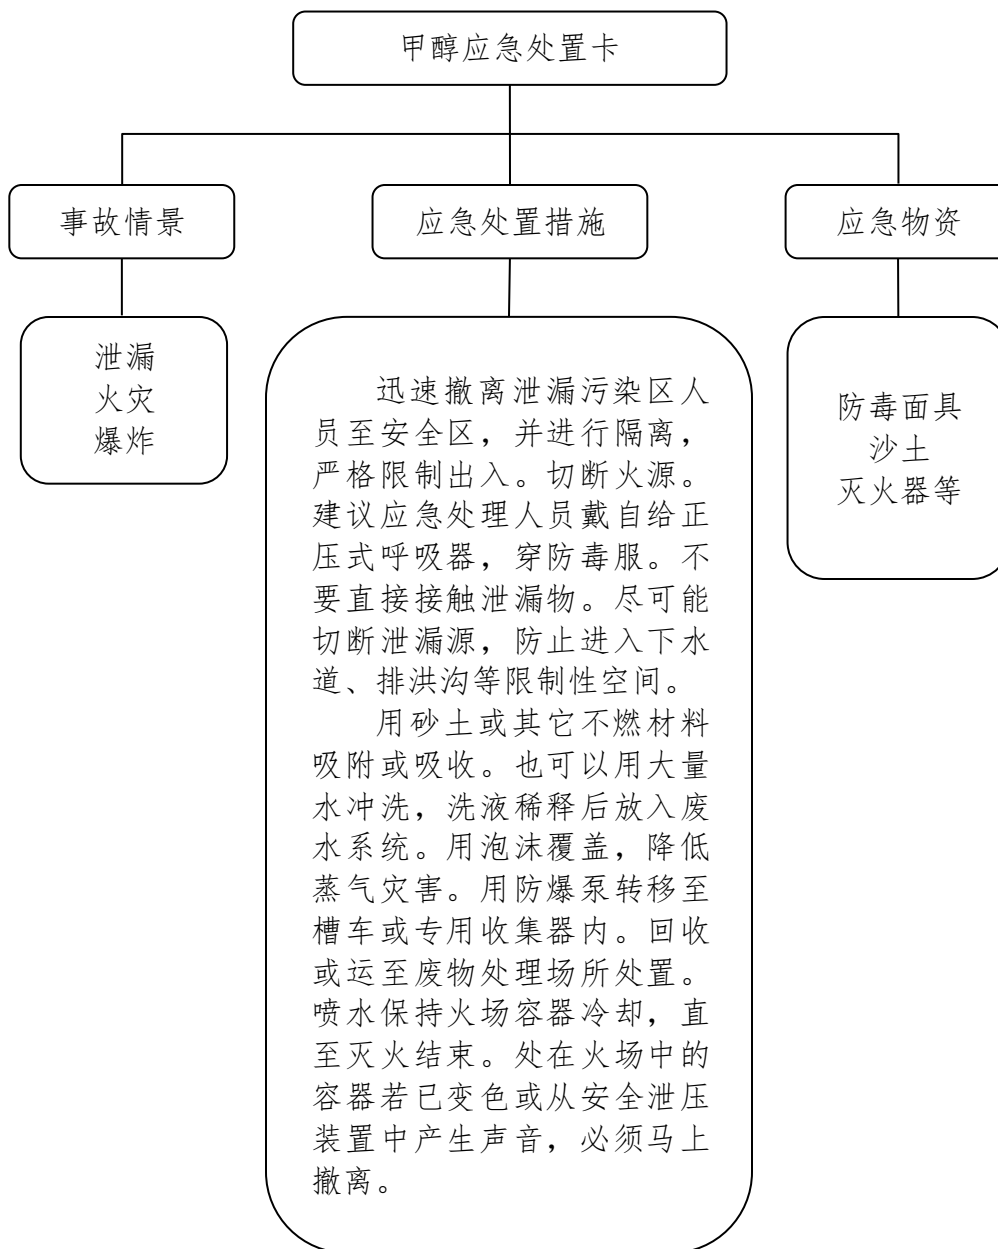 甲醇应急处置卡
事故情景
应急处置措施
应急物资
泄漏
火灾
爆炸
迅速撤离泄漏污染区人
员至安全区，并进行隔离，
严格限制出入。切断火源。
建议应急处理人员戴自给正
压式呼吸器，穿防毒服。不
要直接接触泄漏物。尽可能
切断泄漏源，防止进入下水
道、排洪沟等限制性空间。
用砂土或其它不燃材料
吸附或吸收。也可以用大量
水冲洗，洗液稀释后放入废
水系统。用泡沫覆盖，降低
蒸气灾害。用防爆泵转移至
槽车或专用收集器内。回收
或运至废物处理场所处置。
喷水保持火场容器冷却，直
至灭火结束。处在火场中的
容器若已变色或从安全泄压
装置中产生声音，必须马上
撤离。
防毒面具
沙土
灭火器等